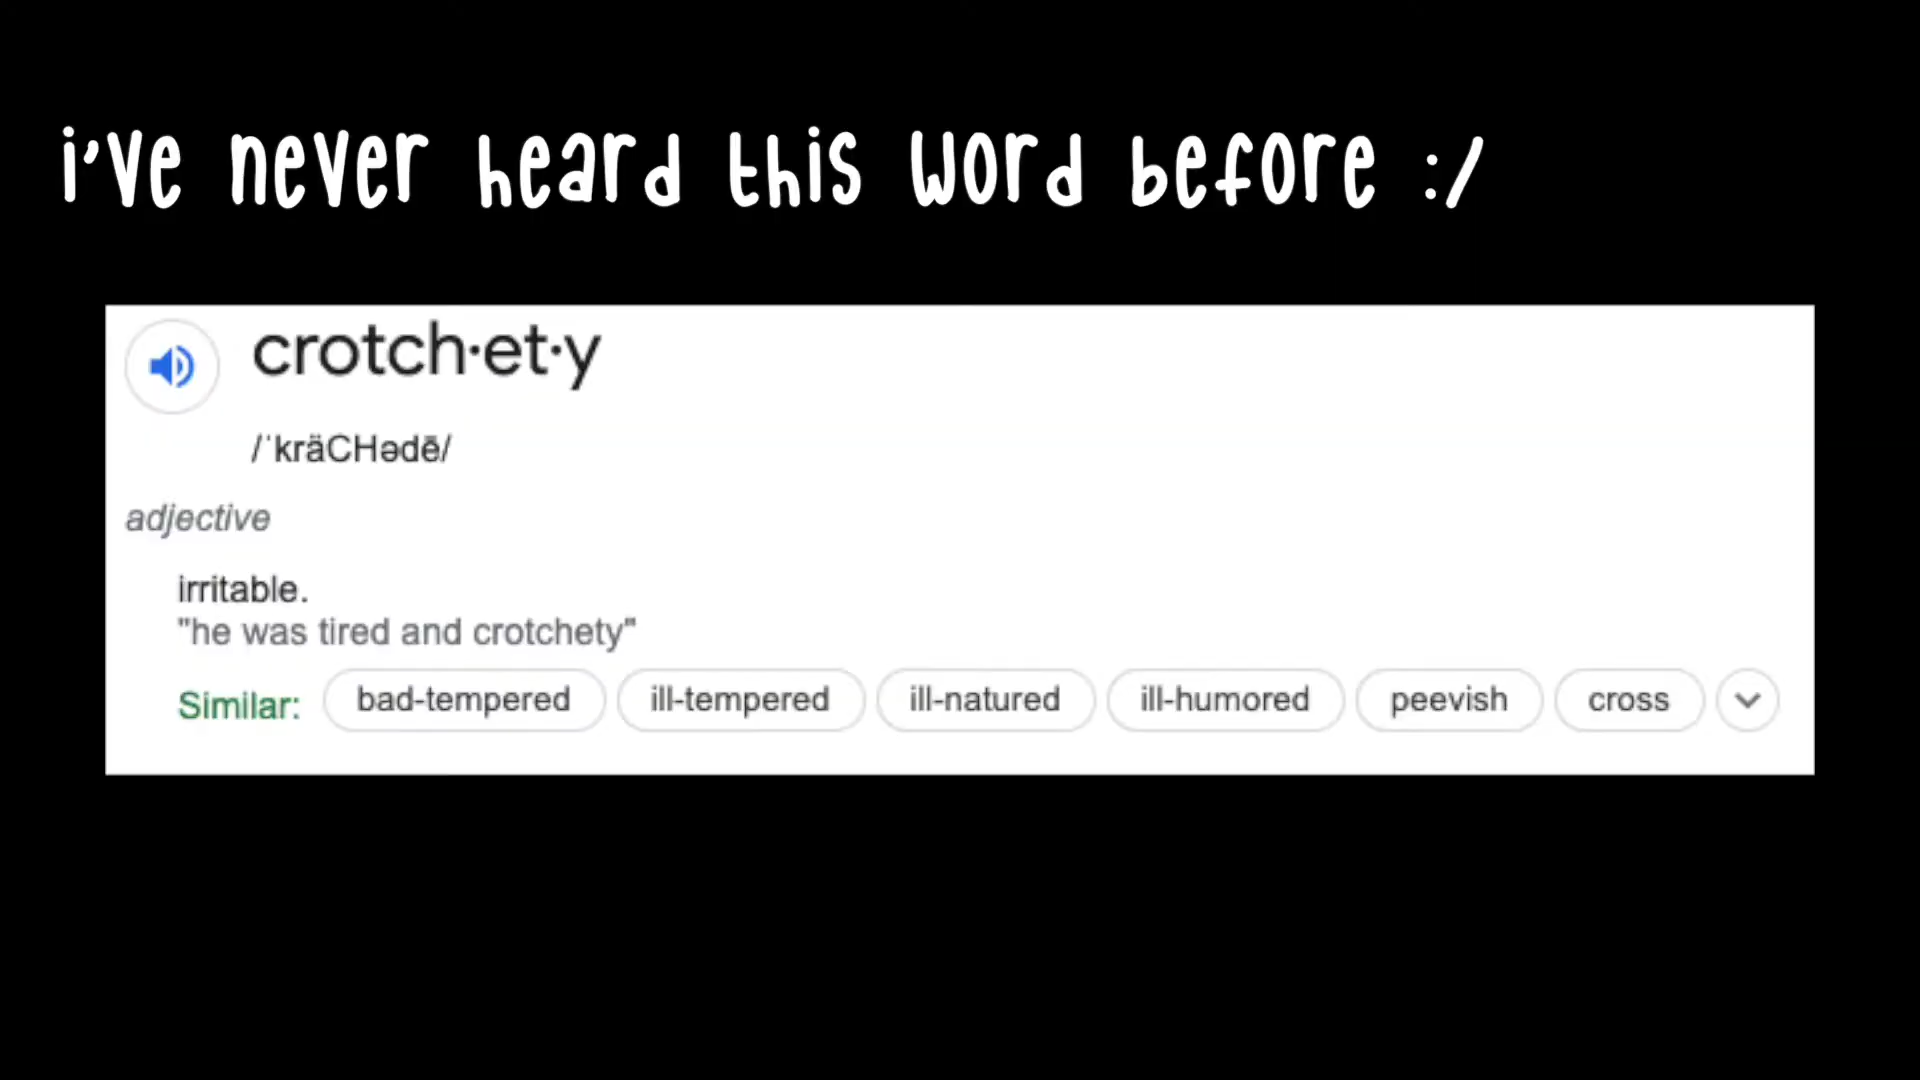 i've never heard this word before :/
crotch·et·y
/ˈkräCHədē/
adjective
irritable.
"he was tired and crotchety"
Similar: bad-tempered ill-tempered ill-natured ill-humored peevish cross